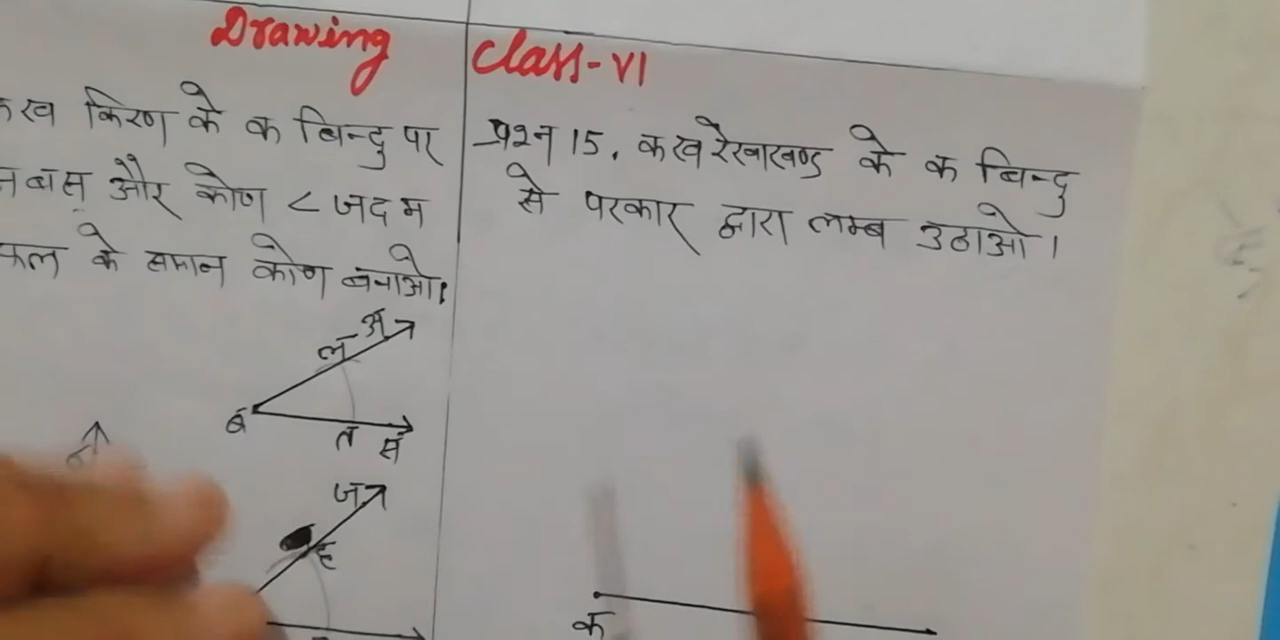 Drawing Class-VI
किरण के क बिन्दु पर
और कोण ∠जदम
के समान कोण बनाओ।
अ
ल
ब
त स
ज
ह
प्रश्न 15. कख रेखाखण्ड के क बिन्दु
से परकार द्वारा लम्ब उठाओ।
क